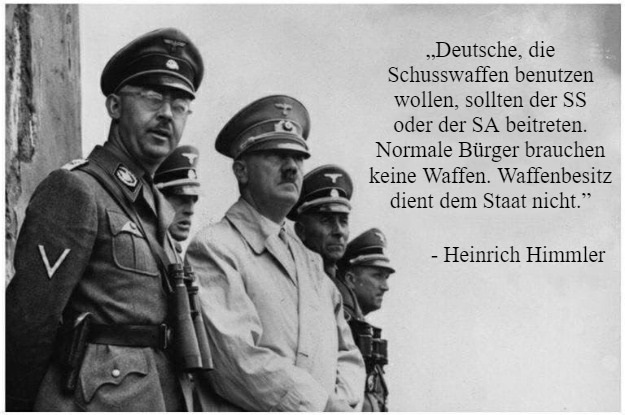 „Deutsche, die
Schusswaffen benutzen
wollen, sollten der SS
oder der SA beitreten.
Normale Bürger brauchen
keine Waffen. Waffenbesitz
dient dem Staat nicht.”
- Heinrich Himmler